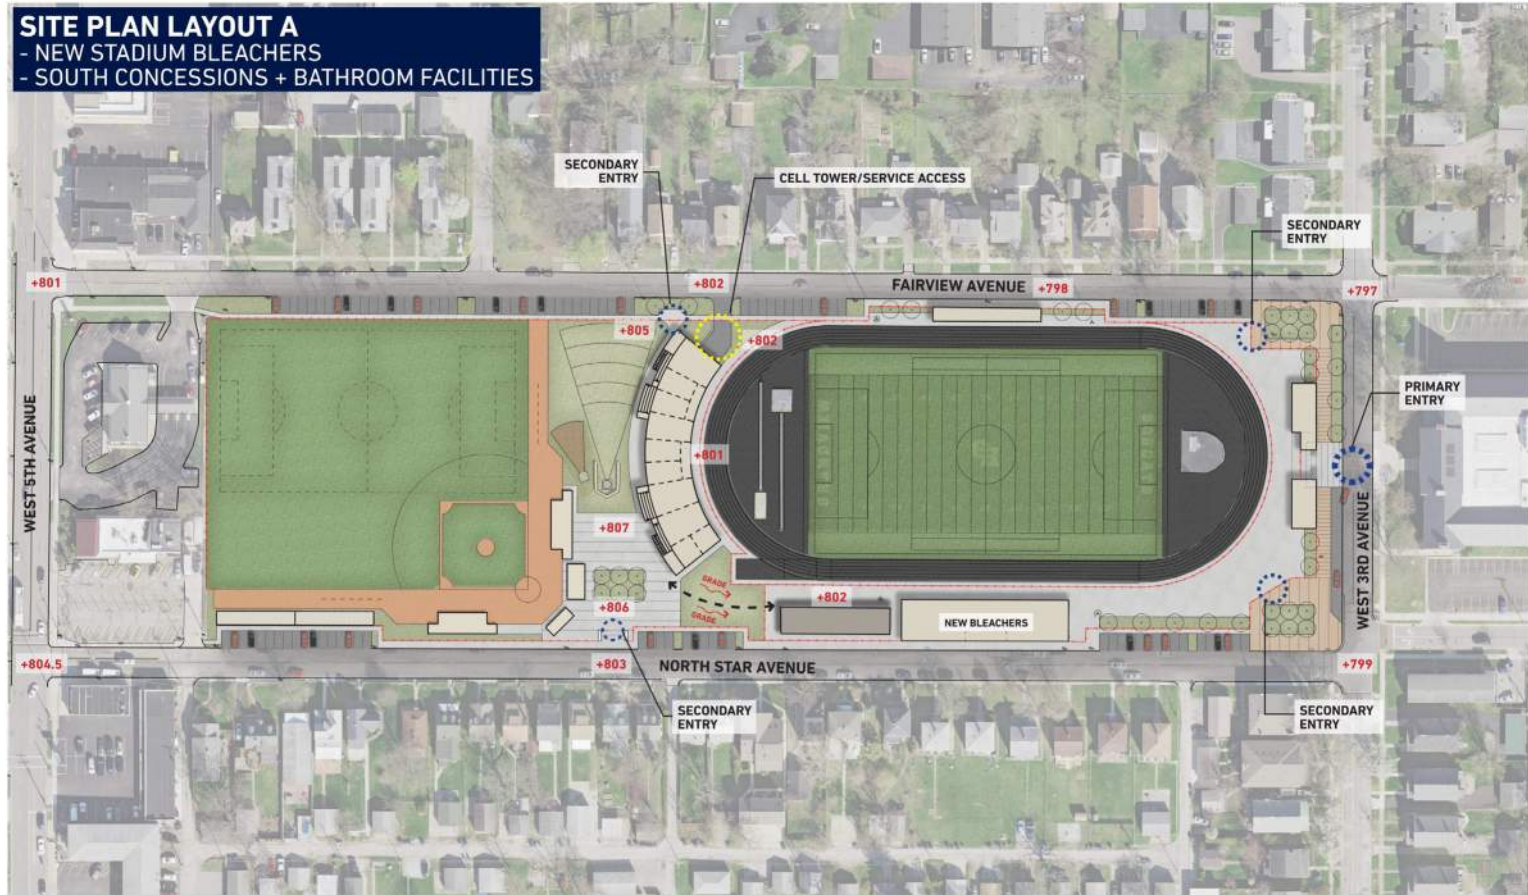 SITE PLAN LAYOUT A
- NEW STADIUM BLEACHERS
- SOUTH CONCESSIONS + BATHROOM FACILITIES
SECONDARY
ENTRY
CELL TOWER/SERVICE ACCESS
SECONDARY
ENTRY
+801
+802
FAIRVIEW AVENUE
+798
+797
+805
+802
PRIMARY
ENTRY
WEST 5TH AVENUE
+801
+807
WEST 3RD AVENUE
GRADE
GRADE
+802
+806
NEW BLEACHERS
+804.5
+803
NORTH STAR AVENUE
+799
SECONDARY
ENTRY
SECONDARY
ENTRY